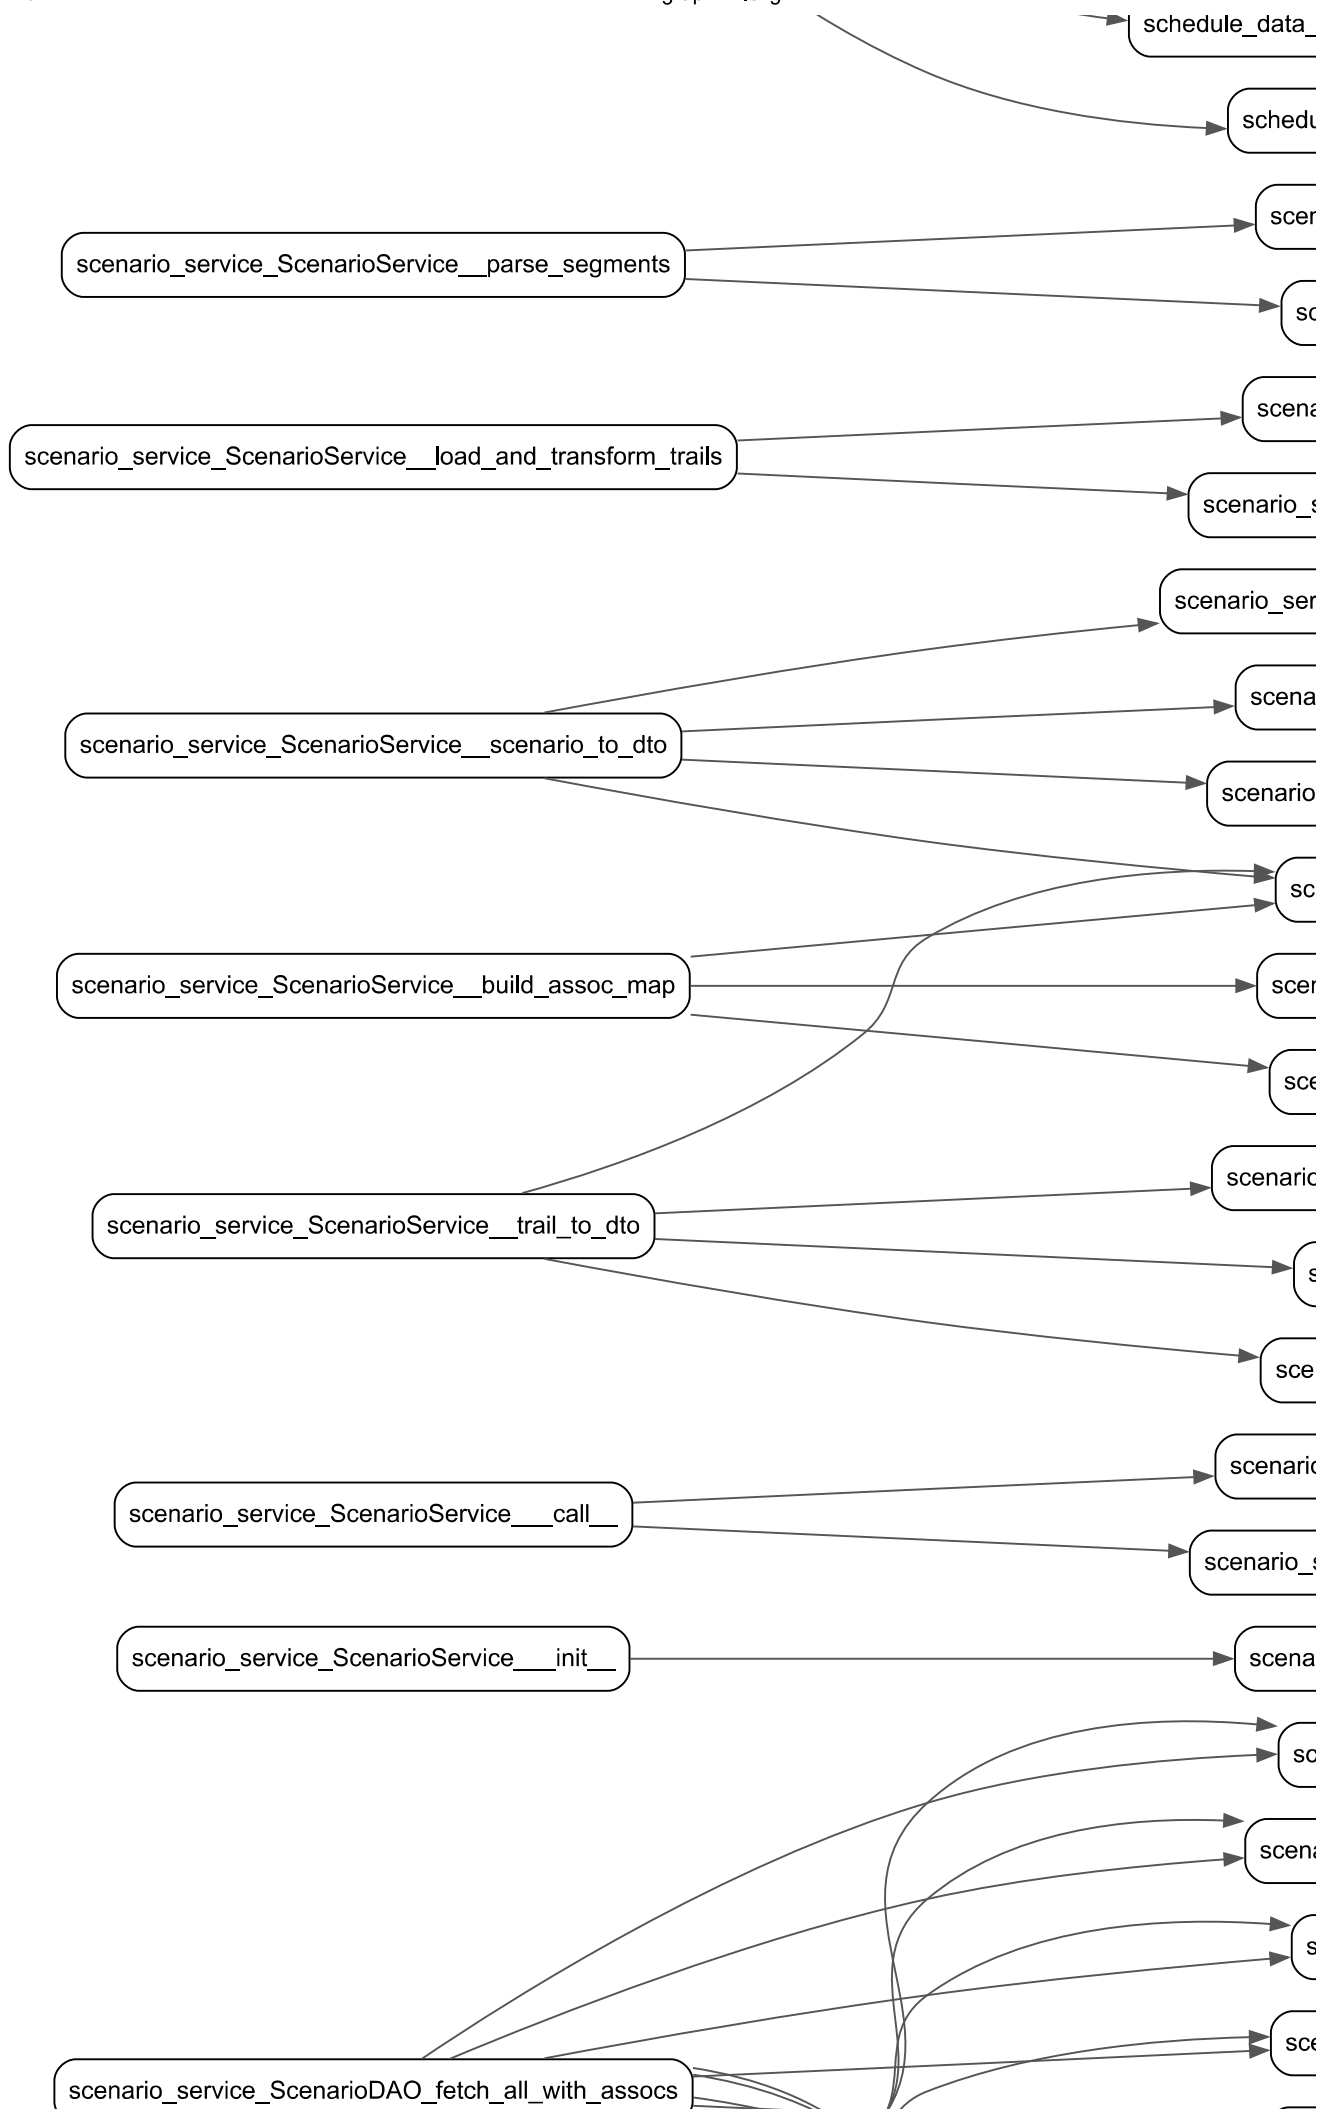 schedule_data_
schedu
scen
scenario_service_ScenarioService__parse_segments
sc
scena
scenario_service_ScenarioService__load_and_transform_trails
scenario_s
scenario_ser
scena
scenario_service_ScenarioService__scenario_to_dto
scenario
sc
scenario_service_ScenarioService__build_assoc_map
scen
sce
scenario
scenario_service_ScenarioService__trail_to_dto
s
sce
scenario
scenario_service_ScenarioService___call__
scenario_s
scenario_service_ScenarioService___init__
scena
sc
scena
s
sce
scenario_service_ScenarioDAO_fetch_all_with_assocs